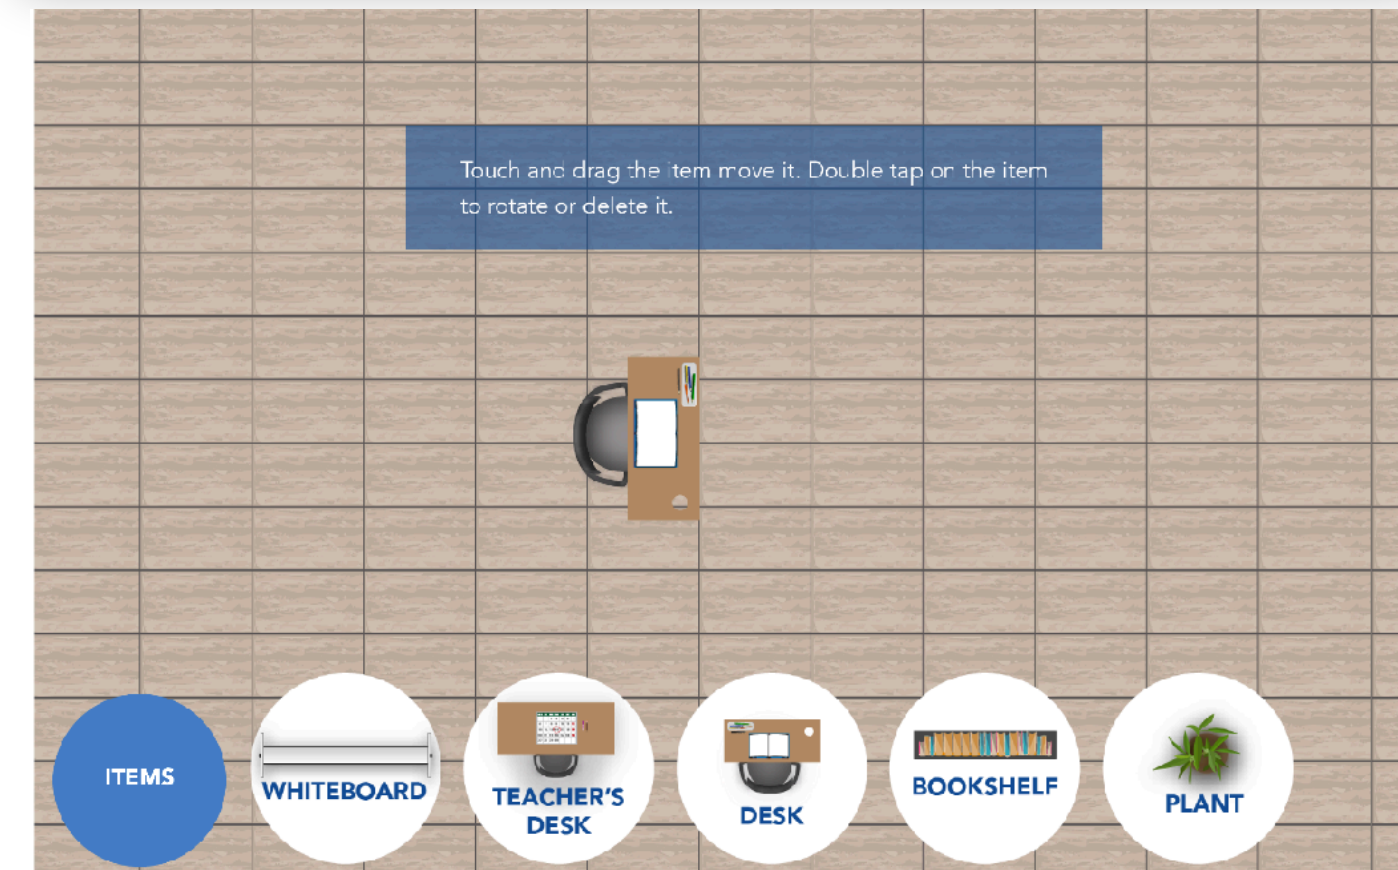 Touch and drag the item move it. Double tap on the item
to rotate or delete it.
ITEMS
WHITEBOARD
TEACHER'S
DESK
DESK
BOOKSHELF
PLANT